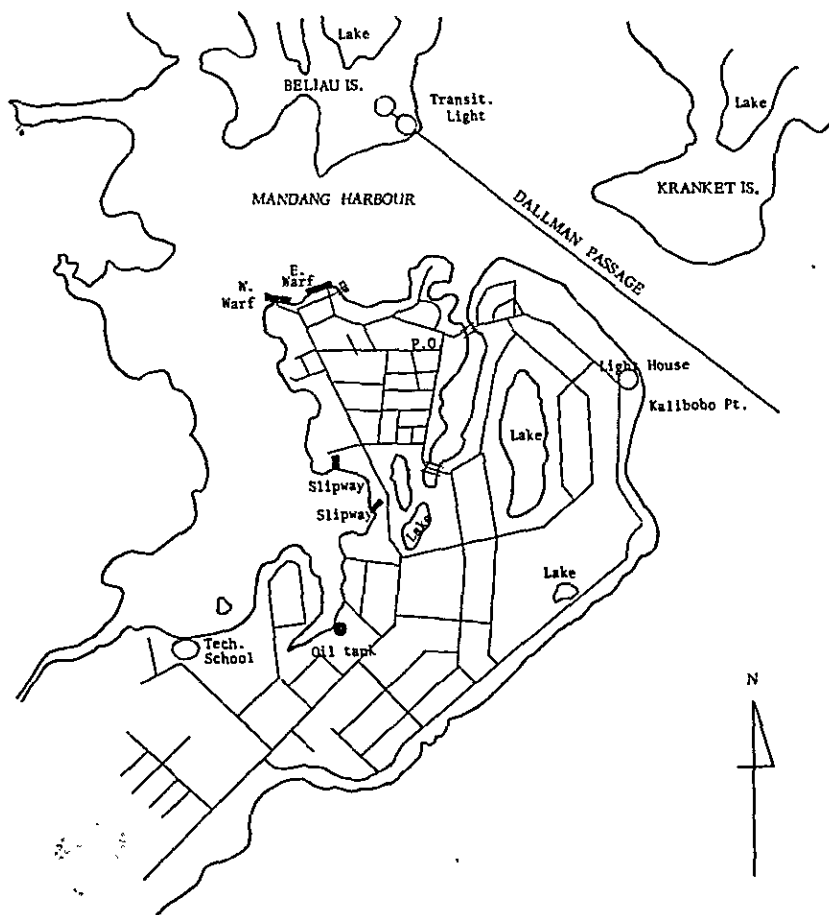 Lake
BELIAU IS.
Transit.
Light
Lake
KRANKET IS.
MANDANG HARBOUR
DALLMAN PASSAGE
E.
Warf
W.
Warf
P.O
Light House
Kalibobo Pt.
Lake
Slipway
Slipway
Lake
Lake
Tech.
School
Oil tank
N